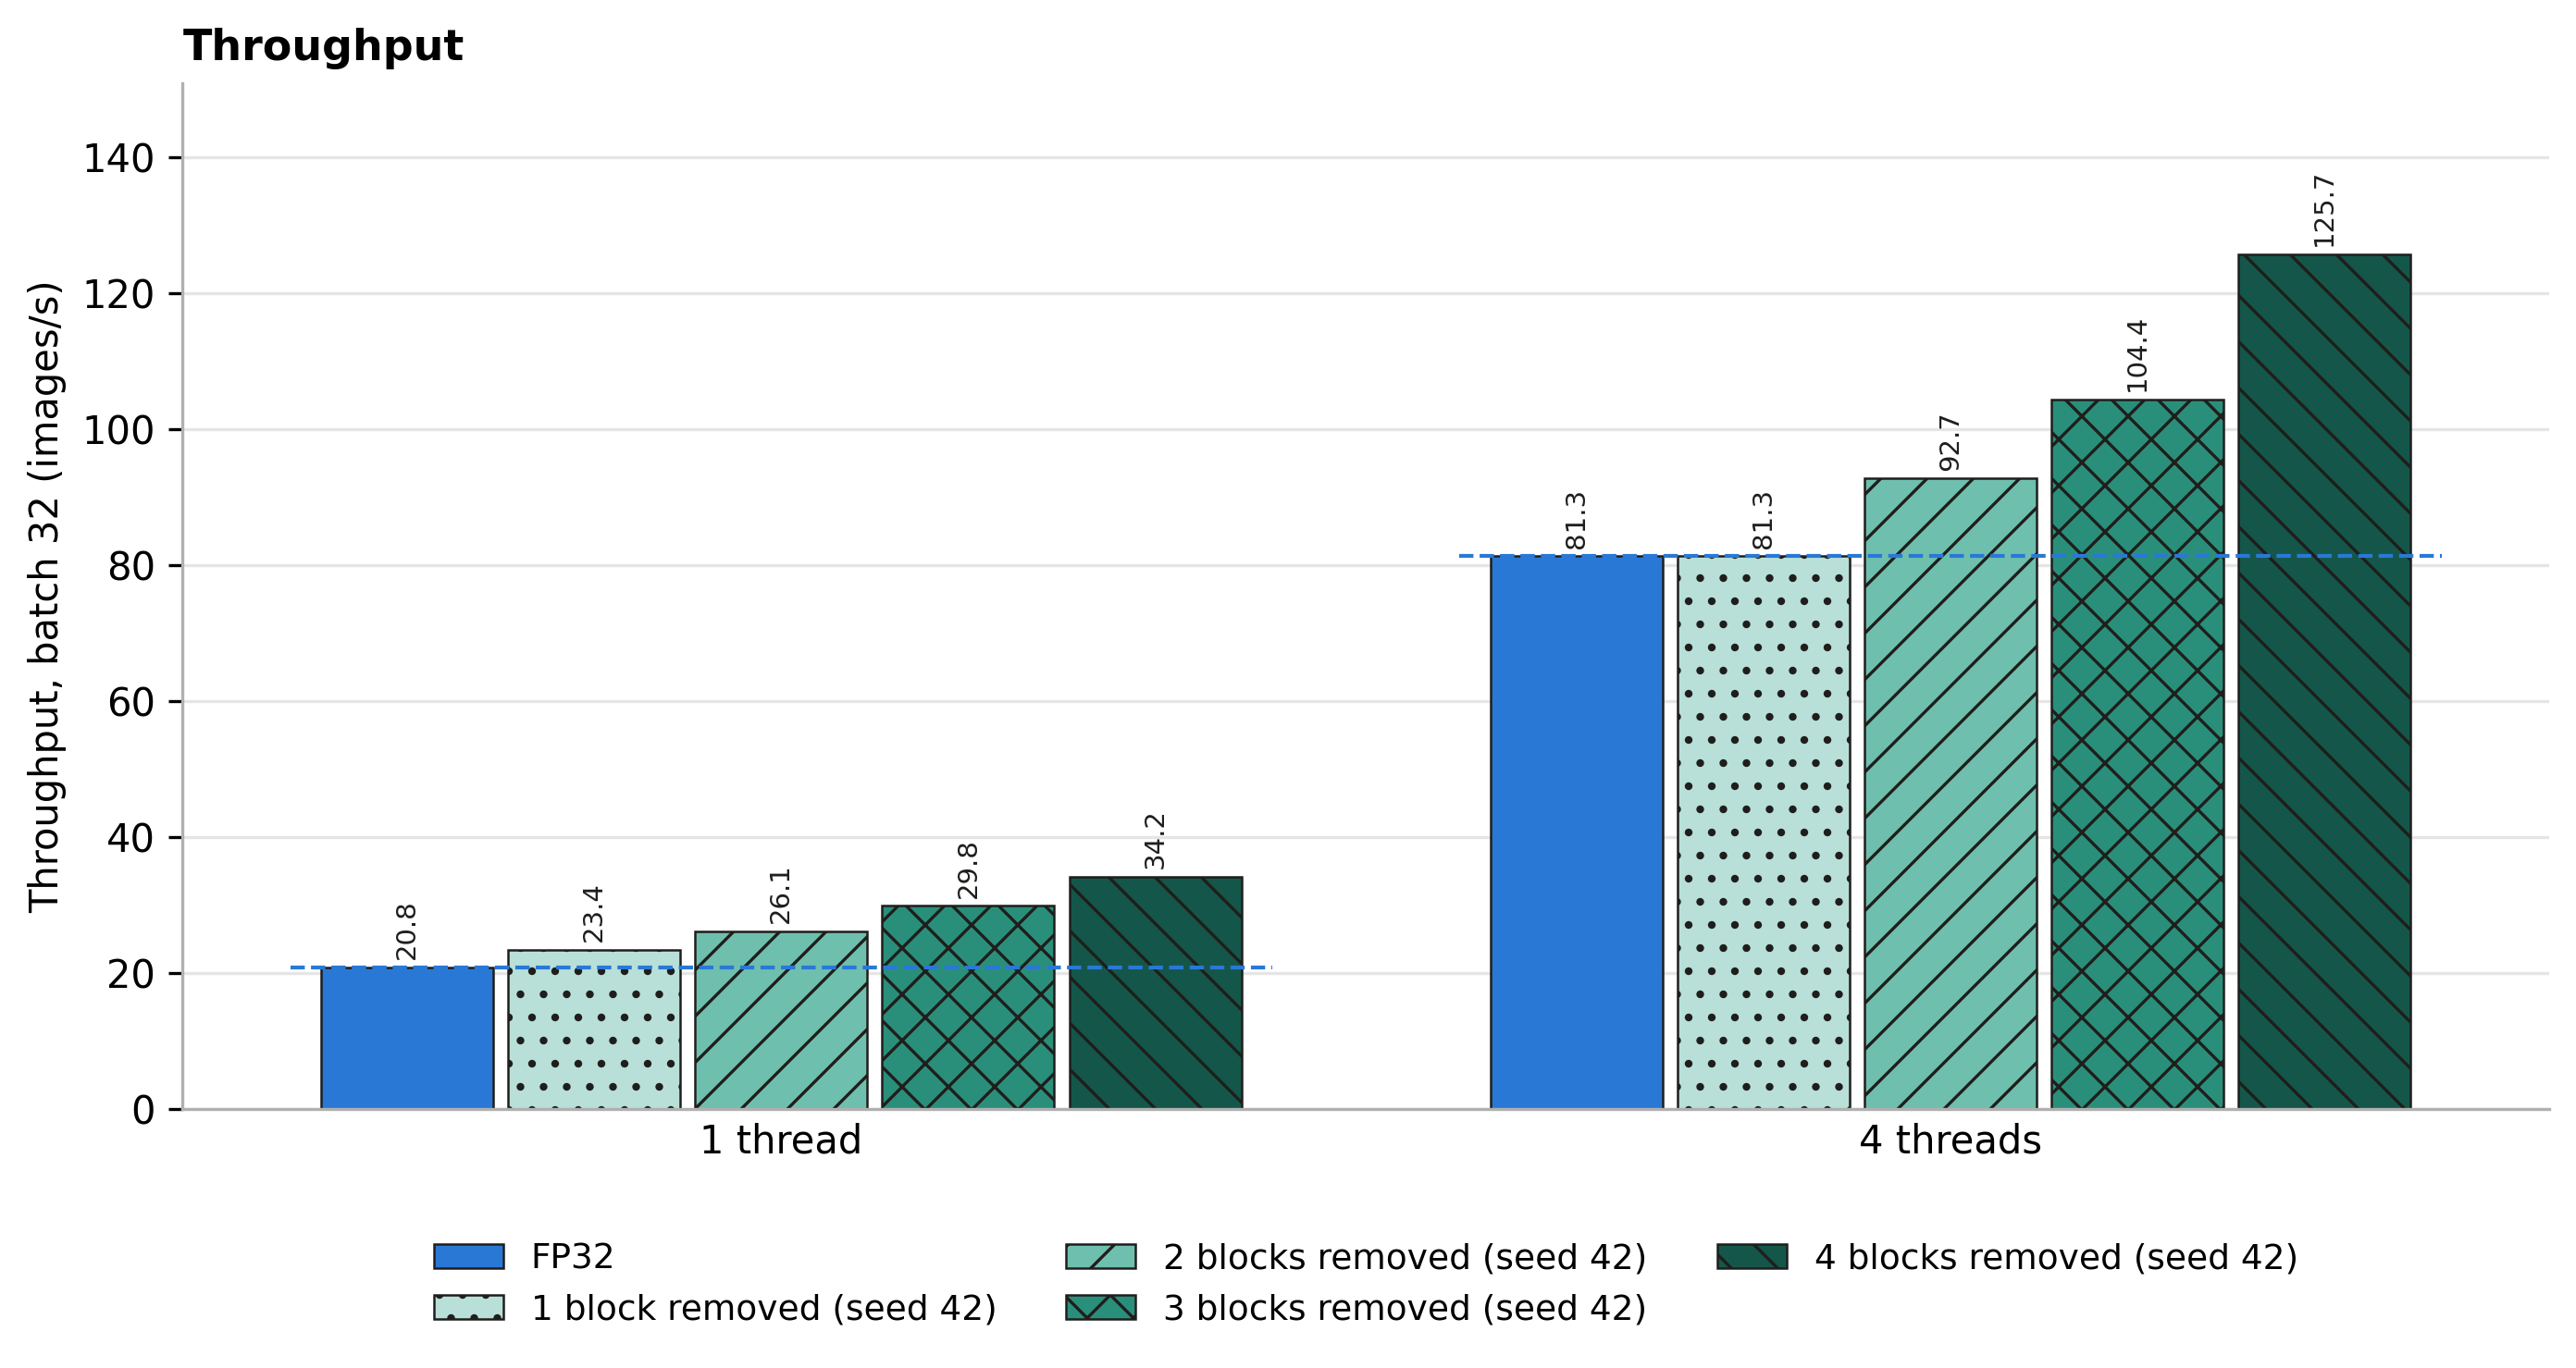 Throughput
Throughput, batch 32 (images/s)
140
120
100
80
60
40
20
0
20.8
23.4
26.1
29.8
34.2
81.3
81.3
92.7
104.4
125.7
1 thread
4 threads
FP32
1 block removed (seed 42)
2 blocks removed (seed 42)
3 blocks removed (seed 42)
4 blocks removed (seed 42)